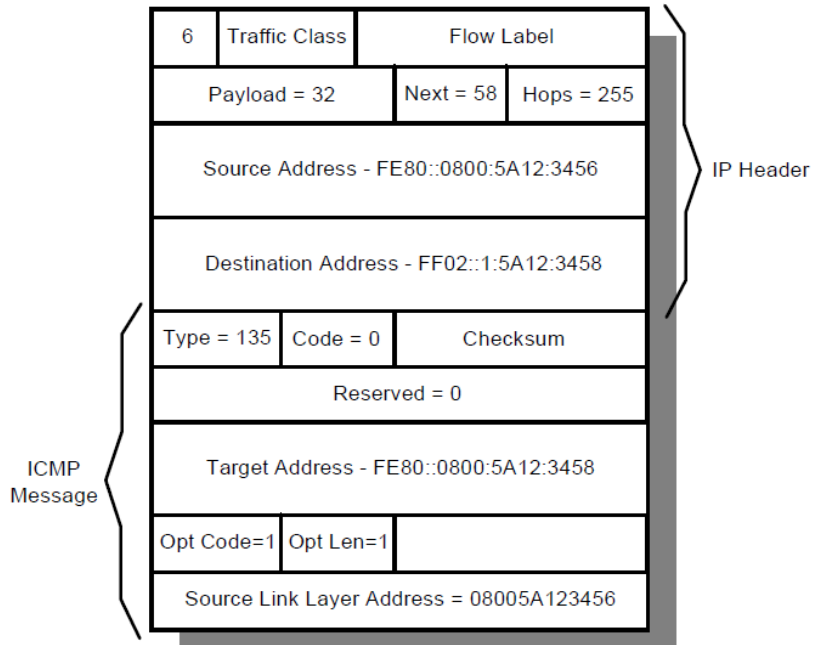 6 Traffic Class Flow Label
Payload = 32 Next = 58 Hops = 255
Source Address - FE80::0800:5A12:3456
IP Header
Destination Address - FF02::1:5A12:3458
Type = 135 Code = 0 Checksum
Reserved = 0
ICMP
Message
Target Address - FE80::0800:5A12:3458
Opt Code=1 Opt Len=1
Source Link Layer Address = 08005A123456